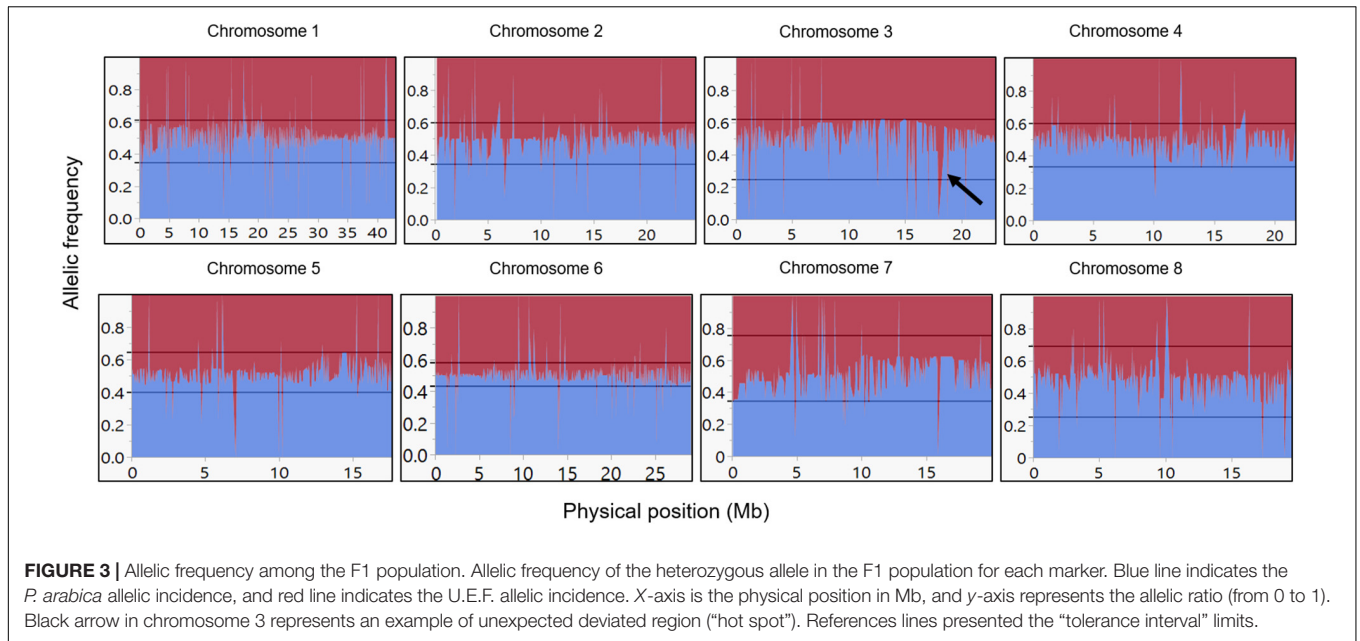 Chromosome 1
Chromosome 2
Chromosome 3
Chromosome 4
0.8
0.6
0.4
0.2
0.0
0 5 10 15 20 25 30 35 40
0.8
0.6
0.4
0.2
0.0
0 5 10 15 20
0.8
0.6
0.4
0.2
0.0
0 5 10 15 20
0.8
0.6
0.4
0.2
0.0
0 5 10 15 20
Allelic frequency
Chromosome 5
Chromosome 6
Chromosome 7
Chromosome 8
0.8
0.6
0.4
0.2
0.0
0 5 10 15
0.8
0.6
0.4
0.2
0.0
0 5 10 15 20 25
0.8
0.6
0.4
0.2
0
0 5 10 15
0.8
0.6
0.4
0.2
0
0 5 10 15
Physical position (Mb)
FIGURE 3 | Allelic frequency among the F1 population. Allelic frequency of the heterozygous allele in the F1 population for each marker. Blue line indicates the
P. arabica allelic incidence, and red line indicates the U.E.F. allelic incidence. X-axis is the physical position in Mb, and y-axis represents the allelic ratio (from 0 to 1).
Black arrow in chromosome 3 represents an example of unexpected deviated region ("hot spot"). References lines presented the "tolerance interval" limits.